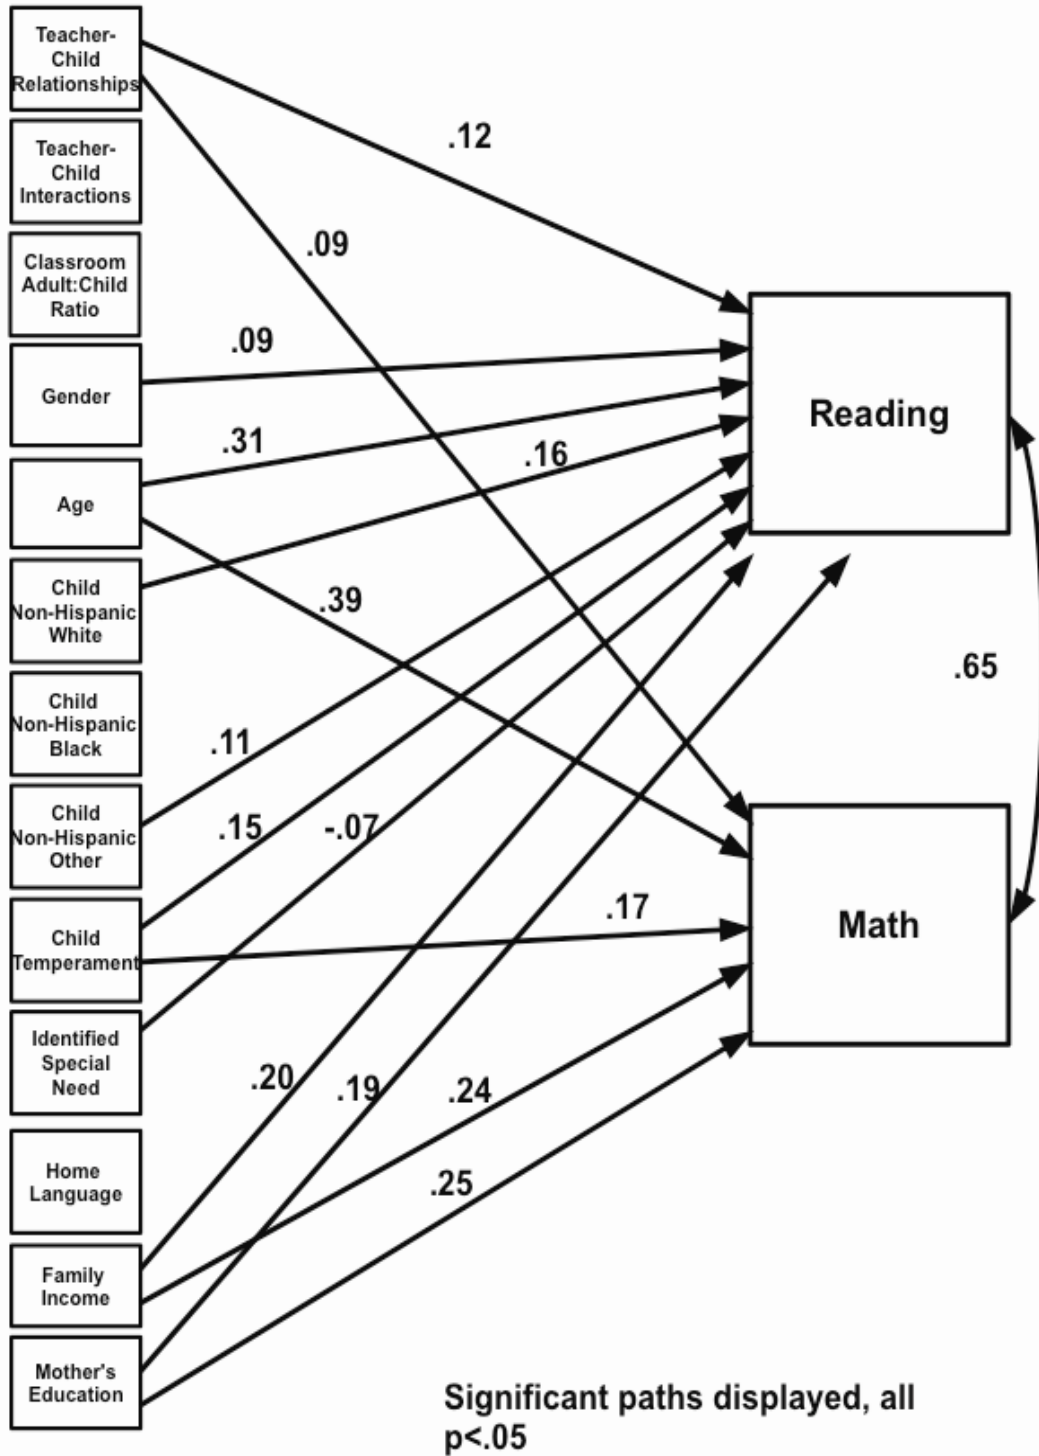 Teacher-
Child
Relationships
Teacher-
Child
Interactions
Classroom
Adult:Child
Ratio
Gender
Age
Child
Non-Hispanic
White
Child
Non-Hispanic
Black
Child
Non-Hispanic
Other
Child
Temperament
Identified
Special
Need
Home
Language
Family
Income
Mother's
Education
.12
.09
.09
.31
.16
.39
.11
.15
-.07
.17
.20
.19
.24
.25
Reading
.65
Math
Significant paths displayed, all
p<.05